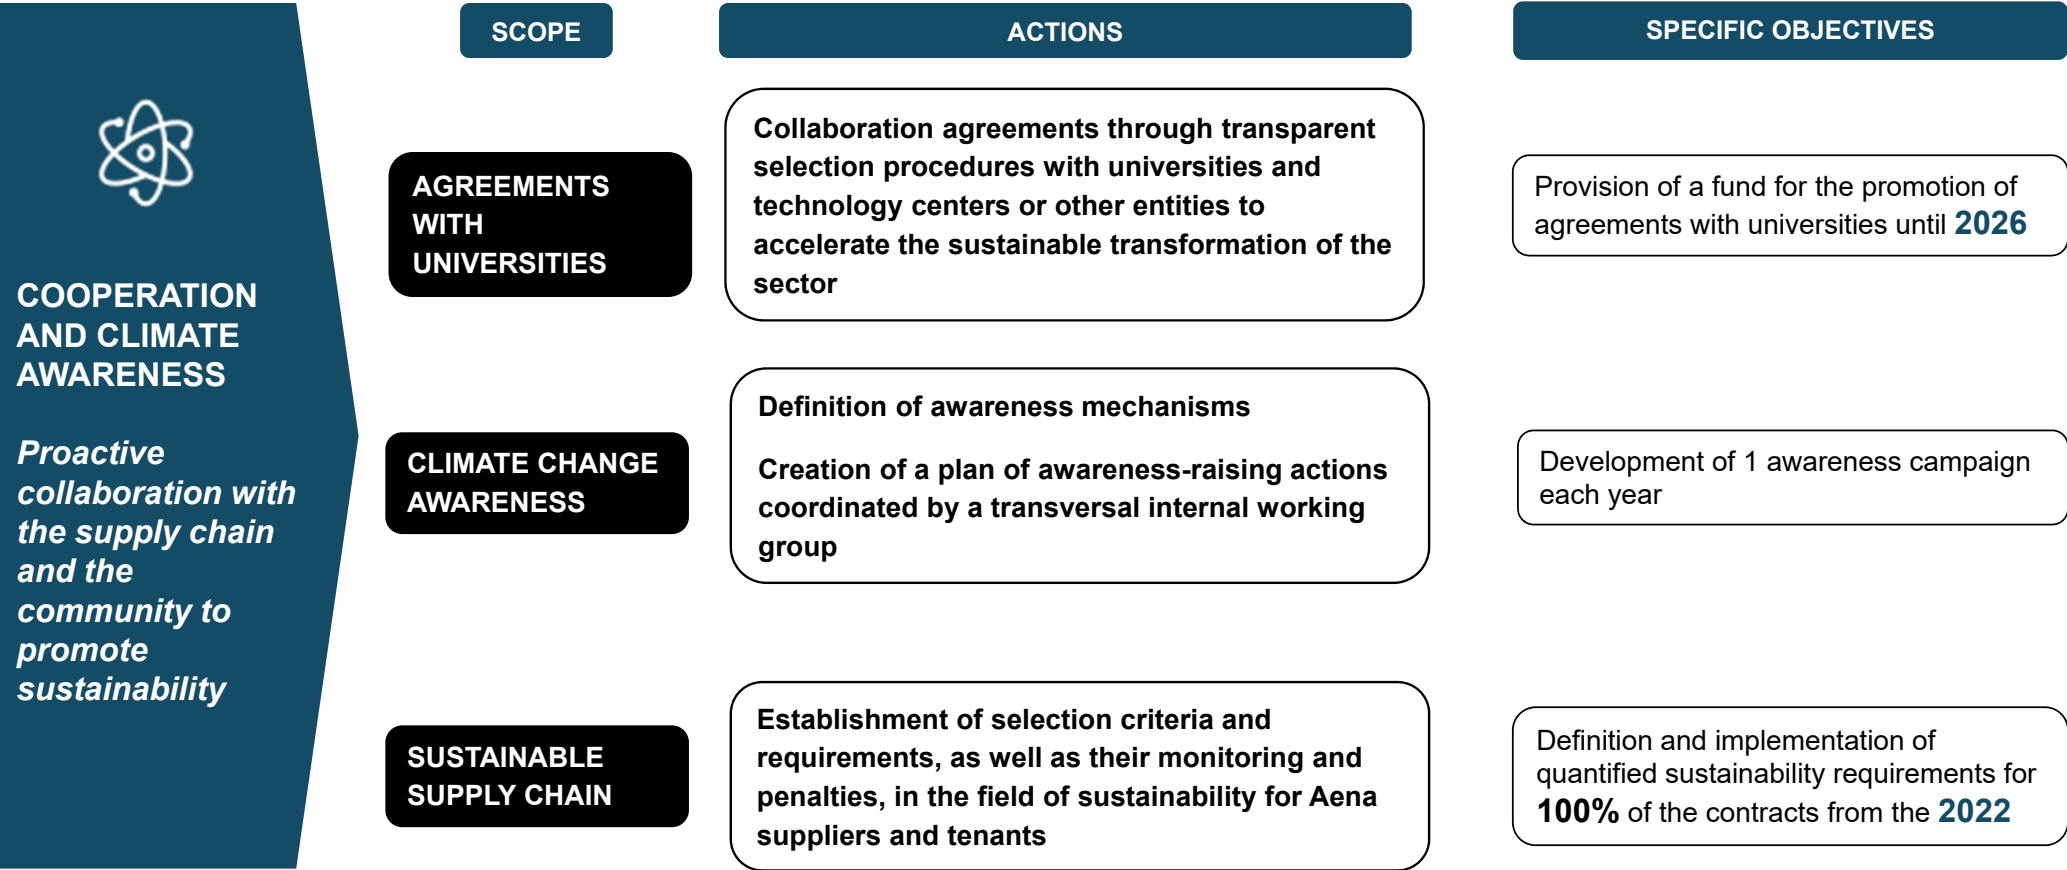 SCOPE
ACTIONS
SPECIFIC OBJECTIVES
COOPERATION
AND CLIMATE
AWARENESS
Proactive
collaboration with
the supply chain
and the
community to
promote
sustainability
AGREEMENTS
WITH
UNIVERSITIES
Collaboration agreements through transparent
selection procedures with universities and
technology centers or other entities to
accelerate the sustainable transformation of the
sector
Provision of a fund for the promotion of
agreements with universities until 2026
CLIMATE CHANGE
AWARENESS
Definition of awareness mechanisms
Creation of a plan of awareness-raising actions
coordinated by a transversal internal working
group
Development of 1 awareness campaign
each year
SUSTAINABLE
SUPPLY CHAIN
Establishment of selection criteria and
requirements, as well as their monitoring and
penalties, in the field of sustainability for Aena
suppliers and tenants
Definition and implementation of
quantified sustainability requirements for
100% of the contracts from the 2022